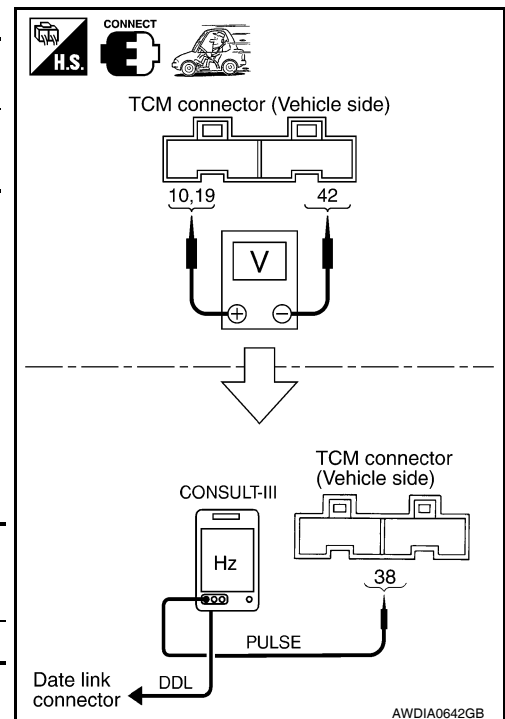 H.S.
CONNECT
TCM connector (Vehicle side)
10,19
42
V
+
−
TCM connector
(Vehicle side)
CONSULT-III
Hz
38
PULSE
DDL
Date link
connector
AWDIA0642GB